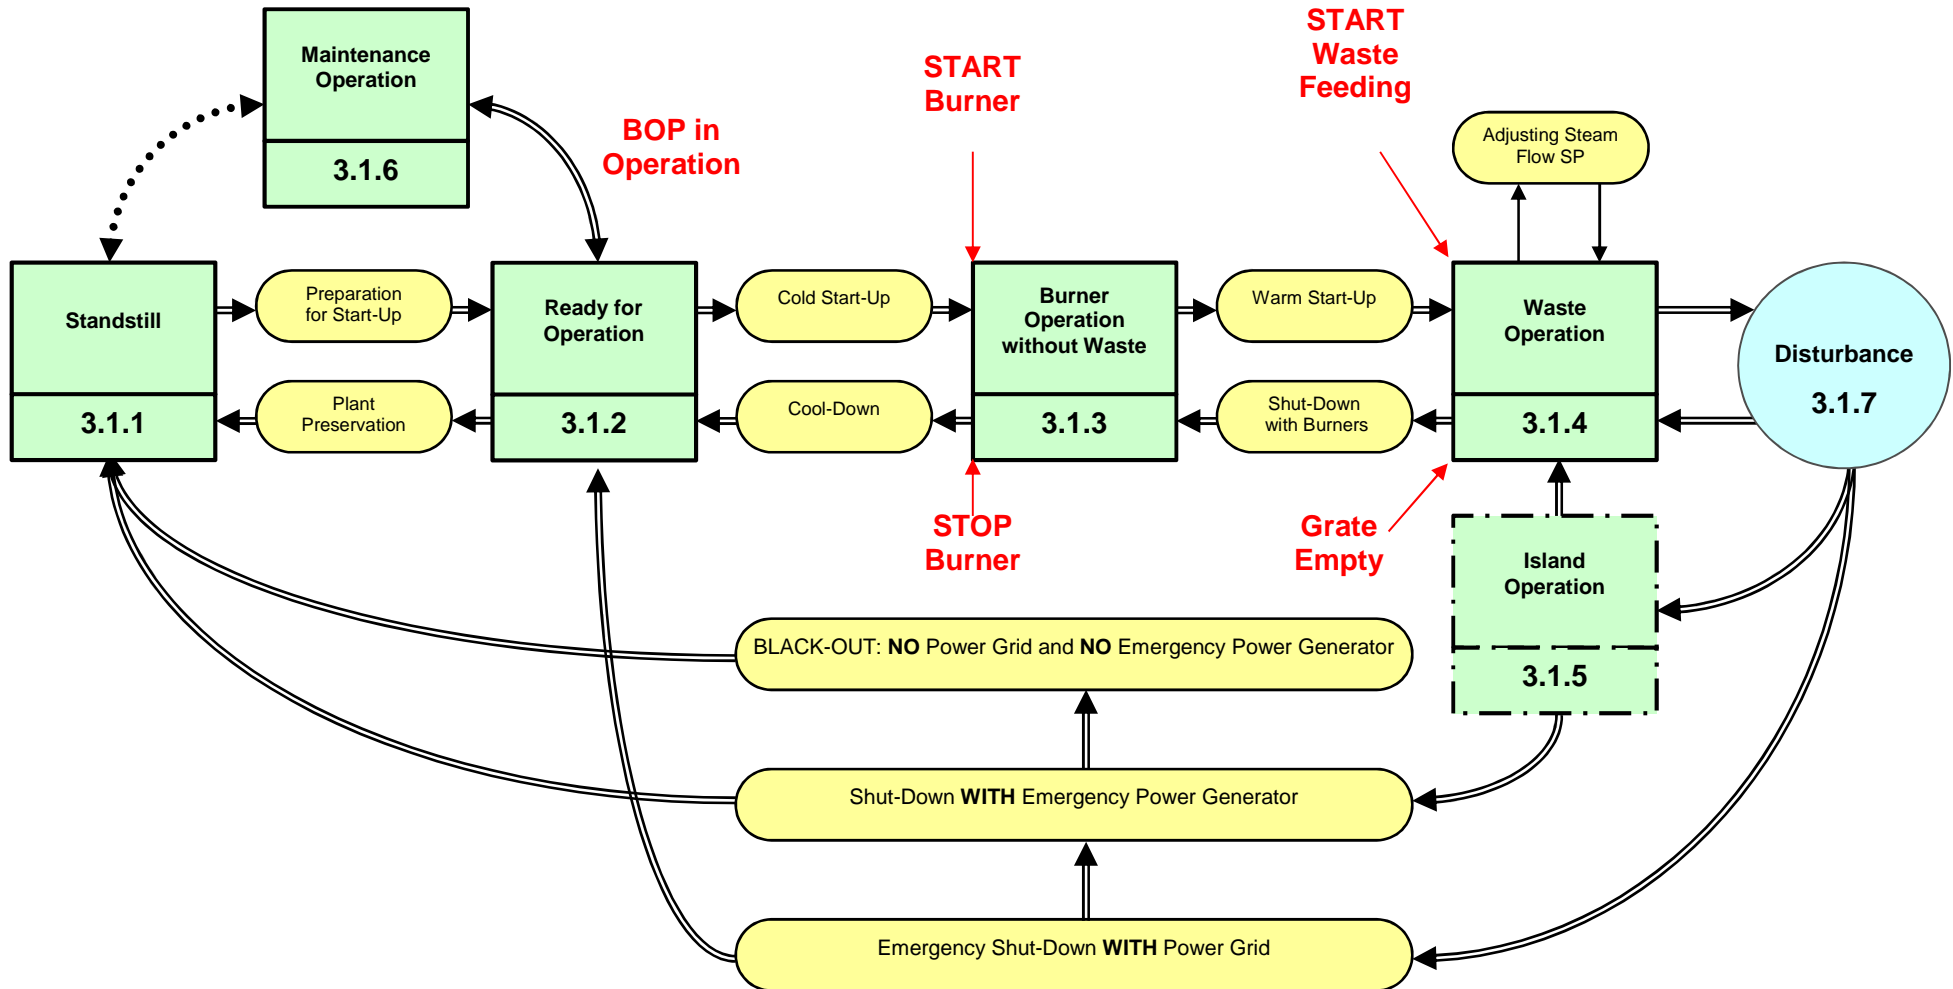 Maintenance
Operation
3.1.6
BOP in
Operation
START
Burner
START
Waste
Feeding
Adjusting Steam
Flow SP
Standstill
3.1.1
Preparation
for Start-Up
Plant
Preservation
Ready for
Operation
3.1.2
Cold Start-Up
Cool-Down
Burner
Operation
without Waste
3.1.3
Warm Start-Up
Shut-Down
with Burners
Waste
Operation
3.1.4
Disturbance
3.1.7
STOP
Burner
Grate
Empty
Island
Operation
3.1.5
BLACK-OUT: NO Power Grid and NO Emergency Power Generator
Shut-Down WITH Emergency Power Generator
Emergency Shut-Down WITH Power Grid